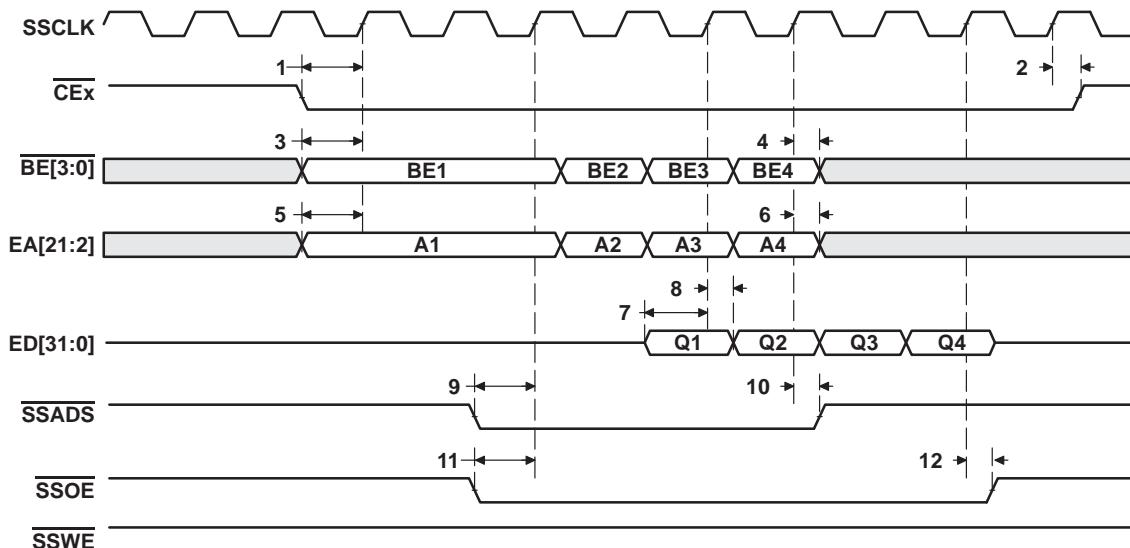 SSCLK
1
2
CEx
3
4
BE[3:0]
BE1
BE2
BE3
BE4
5
6
EA[21:2]
A1
A2
A3
A4
8
7
ED[31:0]
Q1
Q2
Q3
Q4
9
10
SSADS
11
12
SSOE
SSWE